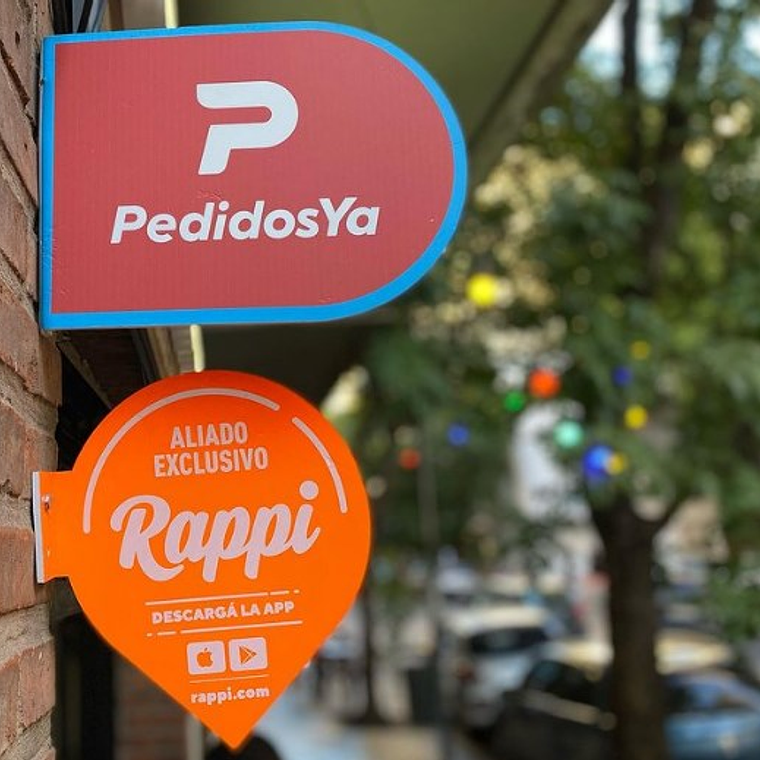 PedidosYa
ALIADO
EXCLUSIVO
Rappi
DESCARGÁ LA APP
rappi.com